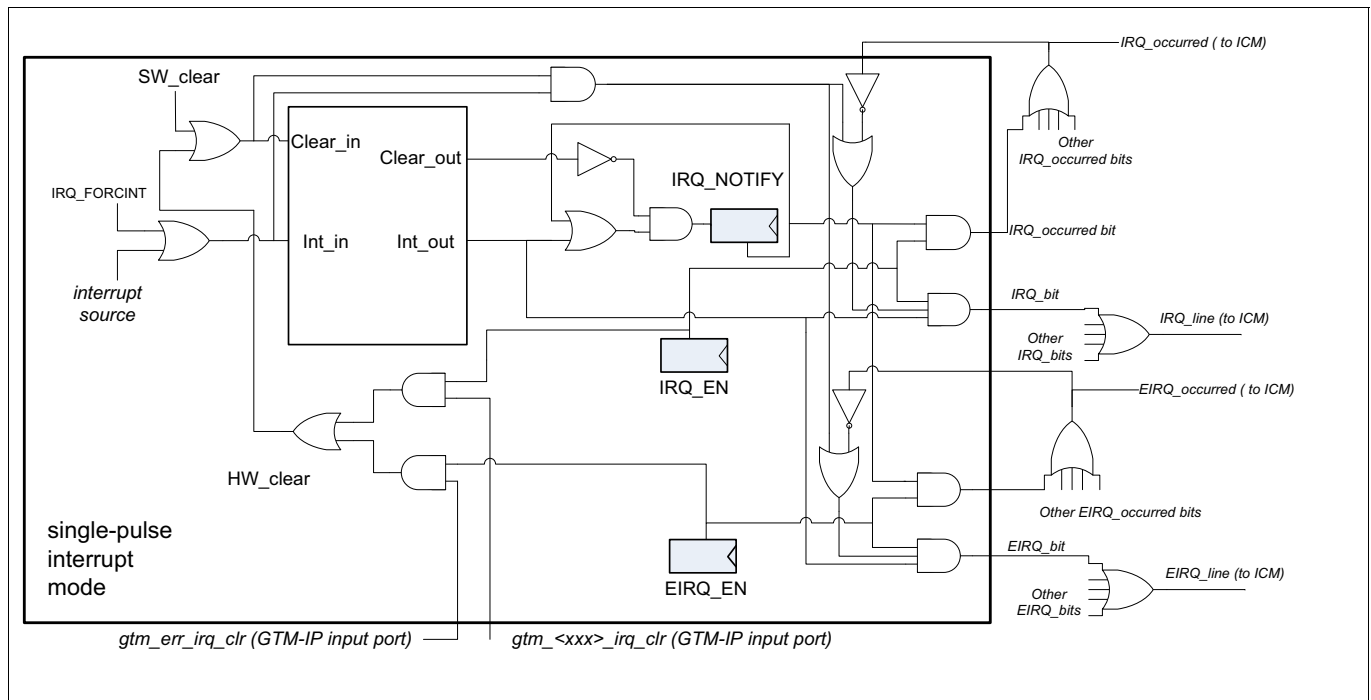 IRQ_occurred ( to ICM)
SW_clear
Other
IRQ_occurred bits
Clear_in
Clear_out
IRQ_NOTIFY
IRQ_FORCINT
IRQ_occurred bit
Int_in
Int_out
interrupt
source
IRQ_bit
IRQ_line (to ICM)
Other
IRQ_bits
IRQ_EN
EIRQ_occurred ( to ICM)
HW_clear
Other EIRQ_occurred bits
single-pulse
interrupt
mode
EIRQ_bit
EIRQ_line (to ICM)
EIRQ_EN
Other
EIRQ_bits
gtm_err_irq_clr (GTM-IP input port)
gtm_<xxx>_irq_clr (GTM-IP input port)